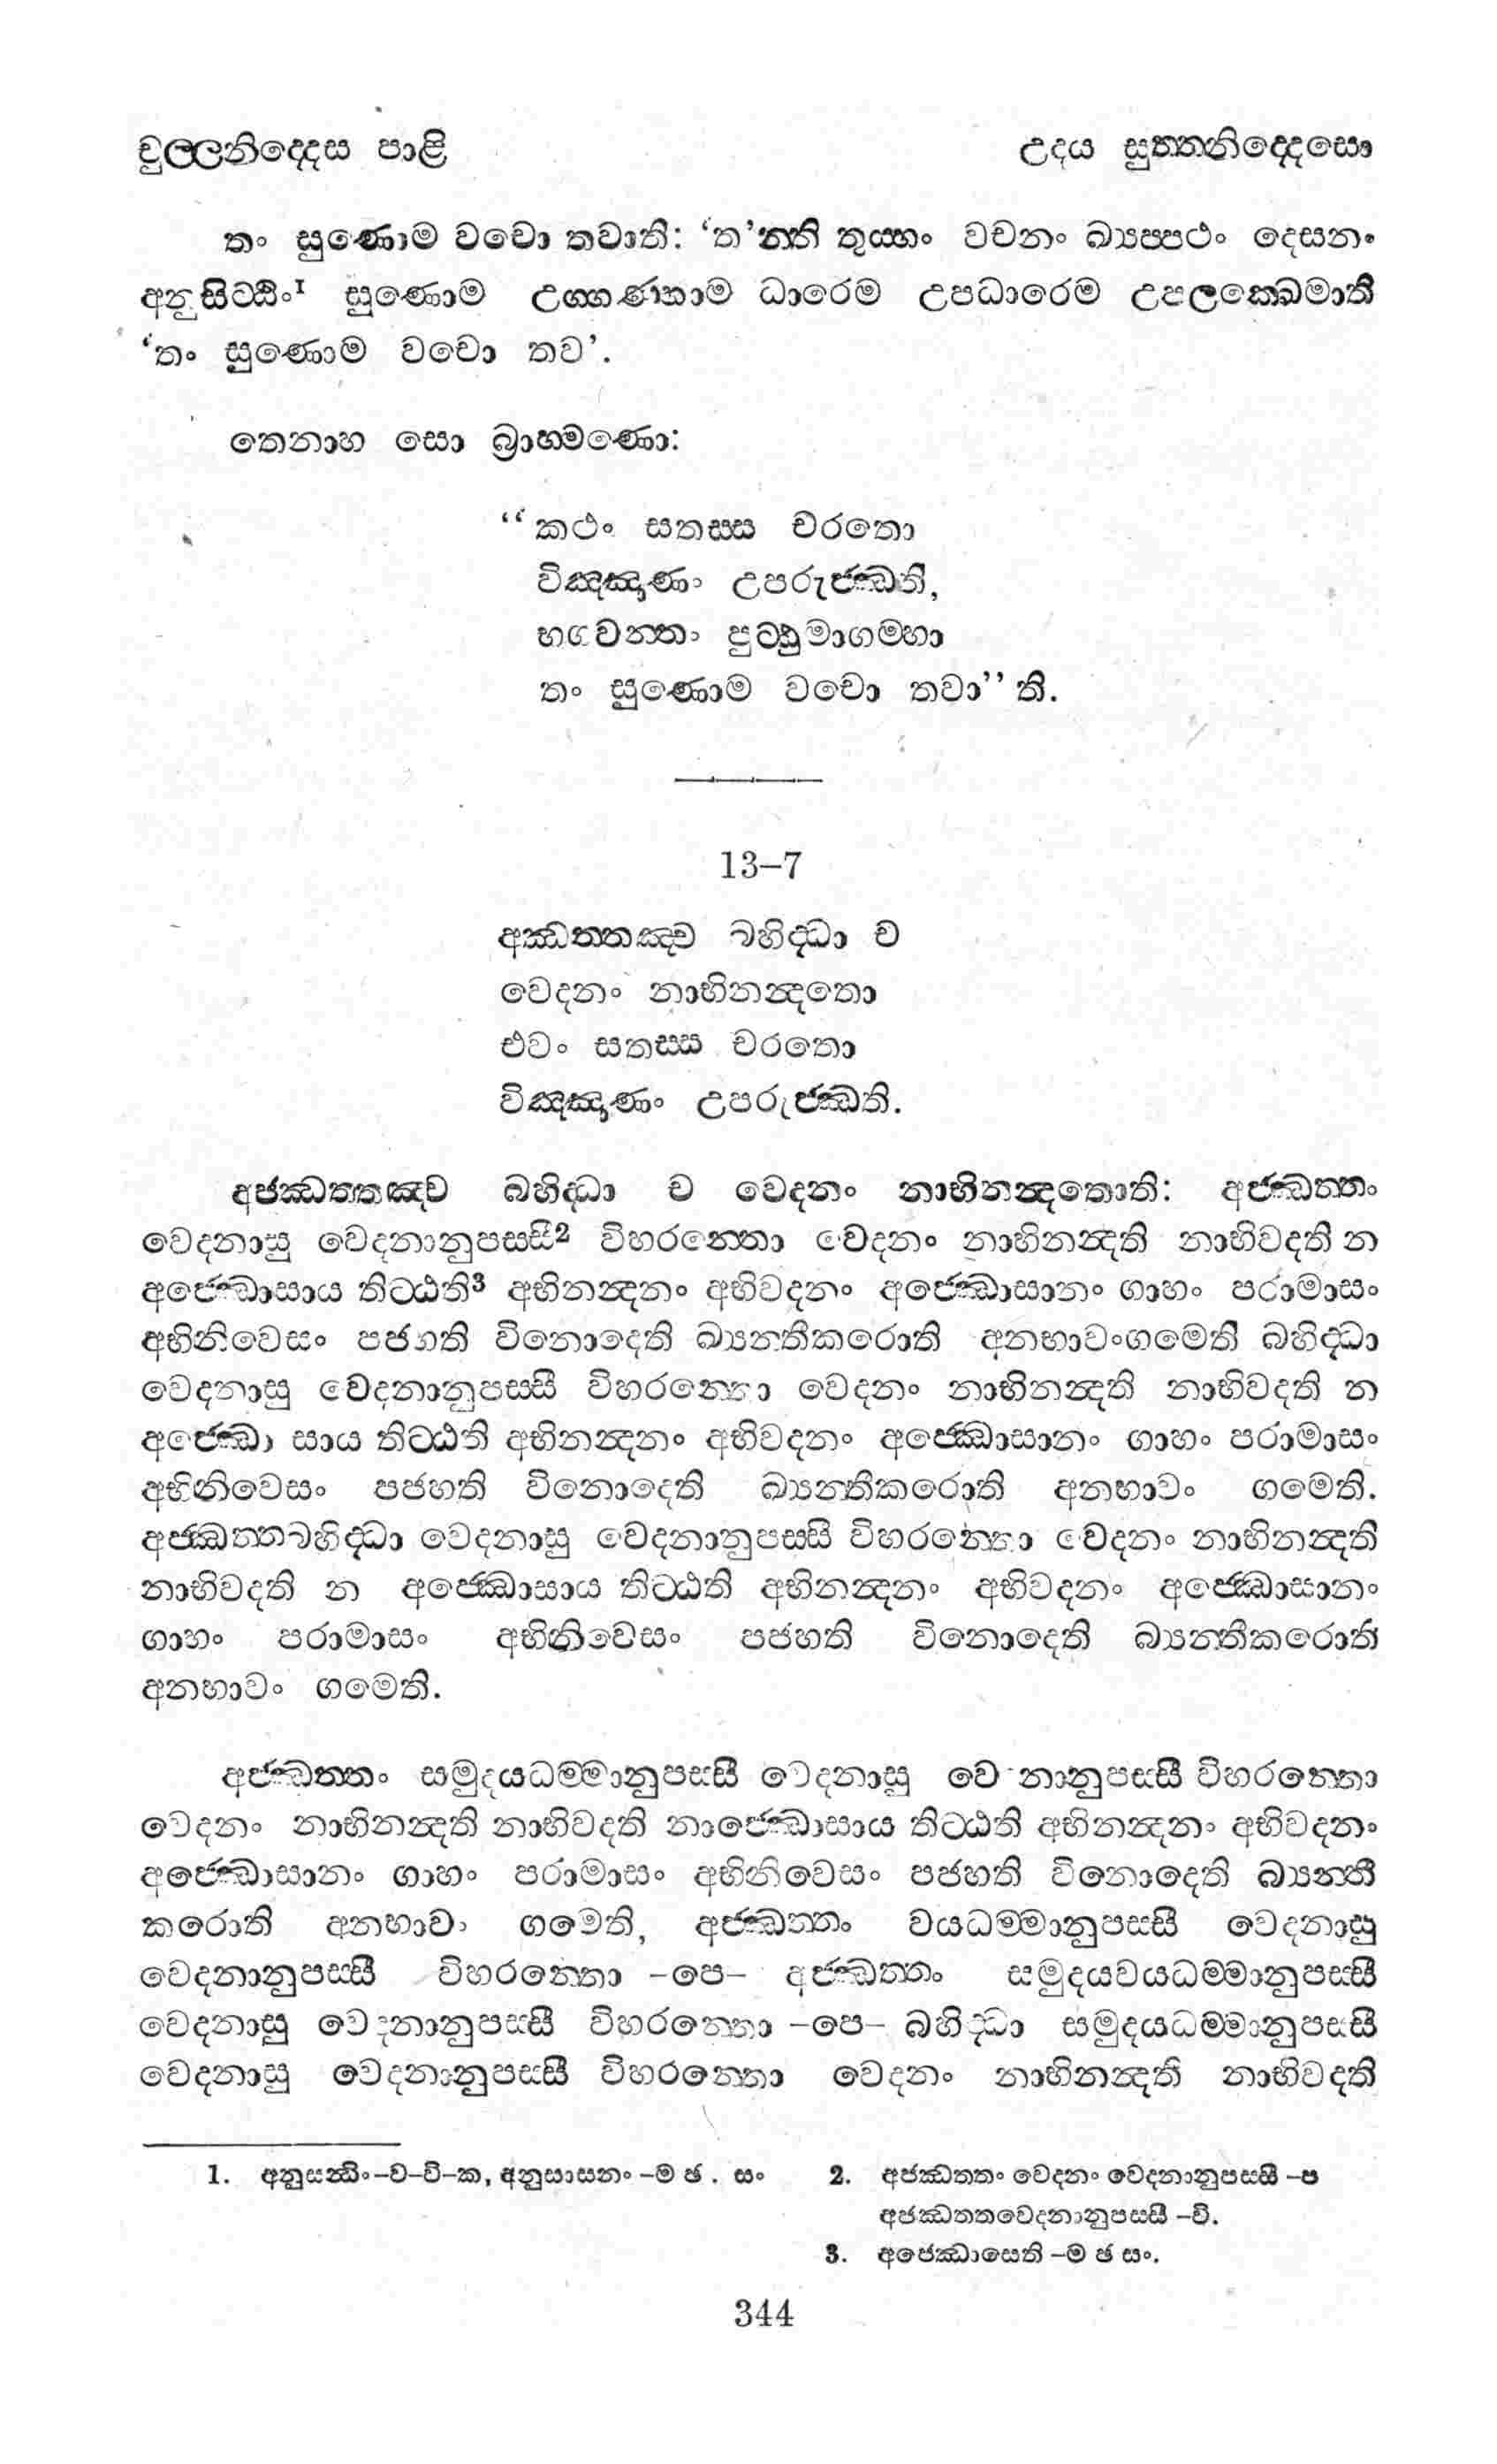 චුල්ලනිද්දෙස පාළි
උදය සුත්තනිද්දෙසො
තං සුණොම වචො තවාති: ‘ත’න්ති තුය්හං වචනං ඛ්‍යප්පථං දෙසනං
අනුසිට්ඨිං¹ සුණොම උග්ගණ්හාම ධාරෙම උපධාරෙම උපලක්ඛෙමාති
‘තං සුණොම වචො තව’.
තෙනාහ සො බ්‍රාහ්මණො:
“කථං සතස්ස චරතො
විඤ්ඤාණං උපරුජ්ඣති,
භගවන්තං පුට්ඨුමාගම්හා
තං සුණොම වචො තවා” ති.
13–7
අජ්ඣත්තඤ්ච බහිද්ධා ච
වෙදනං නාභිනන්දතො
එවං සතස්ස චරතො
විඤ්ඤාණං උපරුජ්ඣති.
අජ්ඣත්තඤ්ච බහිද්ධා ච වෙදනං නාභිනන්දතොති: අජ්ඣත්තං
වෙදනාසු වෙදනානුපස්සී² විහරන්තො වෙදනං නාභිනන්දති නාභිවදති න
අජ්ඣොසාය තිට්ඨති³ අභිනන්දනං අභිවදනං අජ්ඣොසානං ගාහං පරාමාසං
අභිනිවෙසං පජහති විනොදෙති ඛ්‍යන්තීකරොති අනභාවංගමෙති බහිද්ධා
වෙදනාසු වෙදනානුපස්සී විහරන්තො වෙදනං නාභිනන්දති නාභිවදති න
අජ්ඣො සාය තිට්ඨති අභිනන්දනං අභිවදනං අජ්ඣොසානං ගාහං පරාමාසං
අභිනිවෙසං පජහති විනොදෙති ඛ්‍යන්තීකරොති අනභාවං ගමෙති.
අජ්ඣත්තබහිද්ධා වෙදනාසු වෙදනානුපස්සී විහරන්තො වෙදනං නාභිනන්දති
නාභිවදති න අජ්ඣොසාය තිට්ඨති අභිනන්දනං අභිවදනං අජ්ඣොසානං
ගාහං පරාමාසං අභිනිවෙසං පජහති විනොදෙති බ්‍යන්තීකරොති
අනභාවං ගමෙති.
අජ්ඣත්තං සමුදයධම්මානුපස්සී වෙදනාසු වෙදනානුපස්සී විහරන්තො
වෙදනං නාභිනන්දති නාභිවදති නාජ්ඣොසාය තිට්ඨති අභිනන්දනං අභිවදනං
අජ්ඣොසානං ගාහං පරාමාසං අභිනිවෙසං පජහති විනොදෙති බ්‍යන්තී
කරොති අනභාවං ගමෙති, අජ්ඣත්තං වයධම්මානුපස්සී වෙදනාසු
වෙදනානුපස්සී විහරන්තො –පෙ– අජ්ඣත්තං සමුදයවයධම්මානුපස්සී
වෙදනාසු වෙදනානුපස්සී විහරන්තො –පෙ– බහිද්ධා සමුදයධම්මානුපස්සී
වෙදනාසු වෙදනානුපස්සී විහරන්තො වෙදනං නාභිනන්දති නාභිවදති
1. අනුසන්ධිං–ව–වි–ක, අනුසාසනං –ම ඡ . සං
2. අජ්ඣත්තං වෙදනං වෙදනානුපස්සී –ප
අජ්ඣත්තවෙදනානුපස්සී –වි.
3. අජ්ඣොසෙති –ම ඡ සං.
344